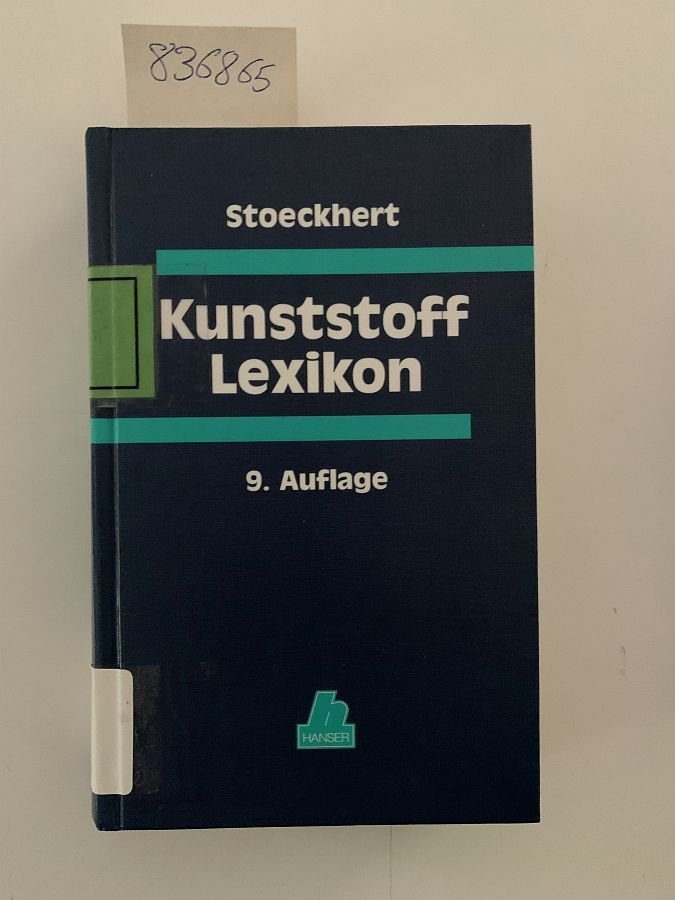 836865
Stoeckhert
Kunststoff
Lexikon
9. Auflage
h
HANSER